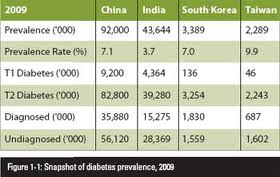 2009 China India South Korea Taiwan
Prevalence ('000) 92,000 43,644 3,389 2,289
Prevalence Rate (%) 7.1 3.7 7.0 9.9
T1 Diabetes ('000) 9,200 4,364 136 46
T2 Diabetes ('000) 82,800 39,280 3,254 2,243
Diagnosed ('000) 35,880 15,275 1,830 687
Undiagnosed ('000) 56,120 28,369 1,559 1,602
Figure 1-1: Snapshot of diabetes prevalence, 2009